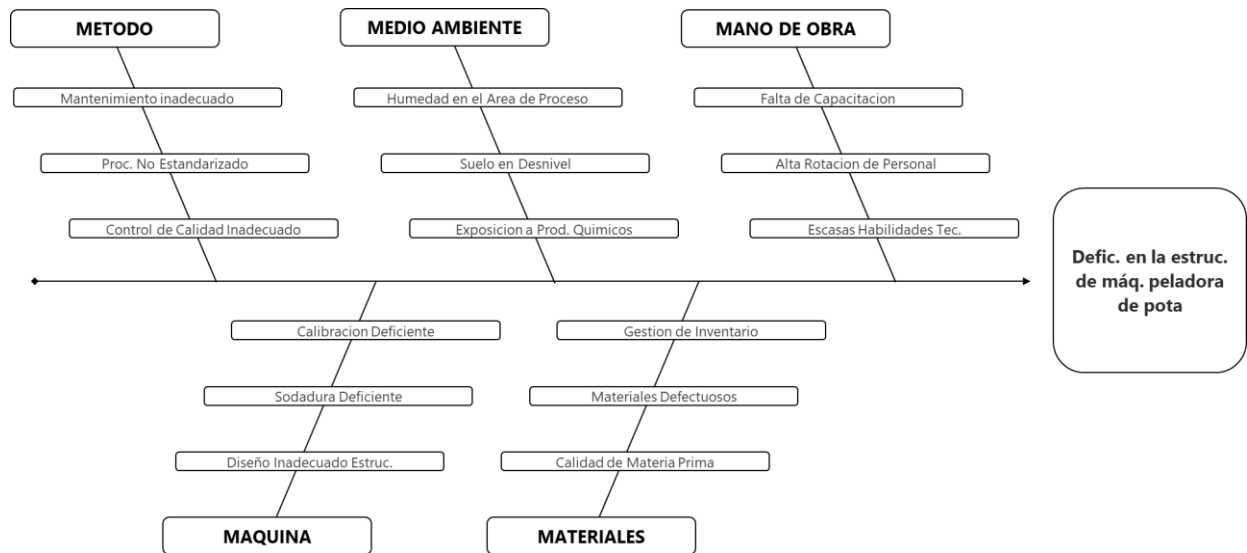 METODO
MEDIO AMBIENTE
MANO DE OBRA
Mantenimiento inadecuado
Humedad en el Area de Proceso
Falta de Capacitacion
Proc. No Estandarizado
Suelo en Desnivel
Alta Rotacion de Personal
Control de Calidad Inadecuado
Exposicion a Prod. Quimicos
Escasas Habilidades Tec.
Defic. en la estruc.
de máq. peladora
de pota
Calibracion Deficiente
Gestion de Inventario
Sodadura Deficiente
Materiales Defectuosos
Diseño Inadecuado Estruc.
Calidad de Materia Prima
MAQUINA
MATERIALES